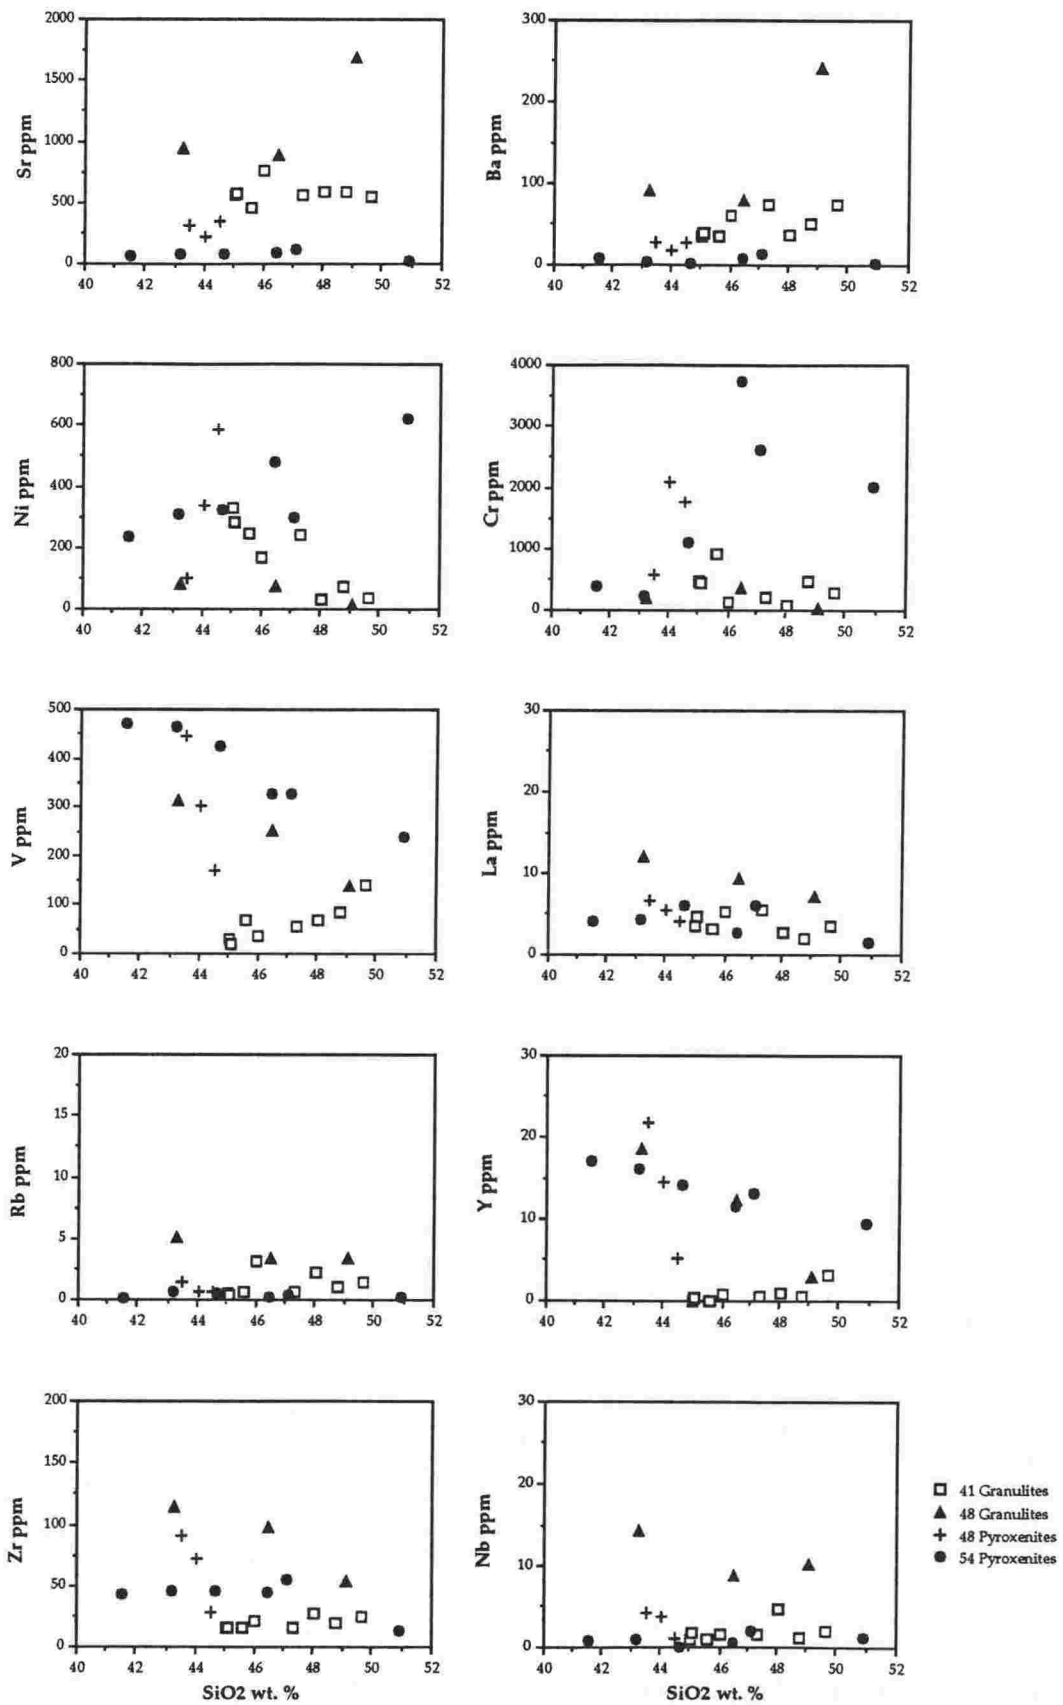 2000
1500
1000
500
0
Sr ppm
40 42 44 46 48 50 52
300
200
100
0
Ba ppm
40 42 44 46 48 50 52
800
600
400
200
0
Ni ppm
40 42 44 46 48 50 52
4000
3000
2000
1000
0
Cr ppm
40 42 44 46 48 50 52
500
400
300
200
100
0
V ppm
40 42 44 46 48 50 52
30
20
10
0
La ppm
40 42 44 46 48 50 52
20
15
10
5
0
Rb ppm
40 42 44 46 48 50 52
30
20
10
0
Y ppm
40 42 44 46 48 50 52
200
150
100
50
0
Zr ppm
40 42 44 46 48 50 52
SiO2 wt. %
30
20
10
0
Nb ppm
40 42 44 46 48 50 52
SiO2 wt. %
41 Granulites
48 Granulites
48 Pyroxenites
54 Pyroxenites